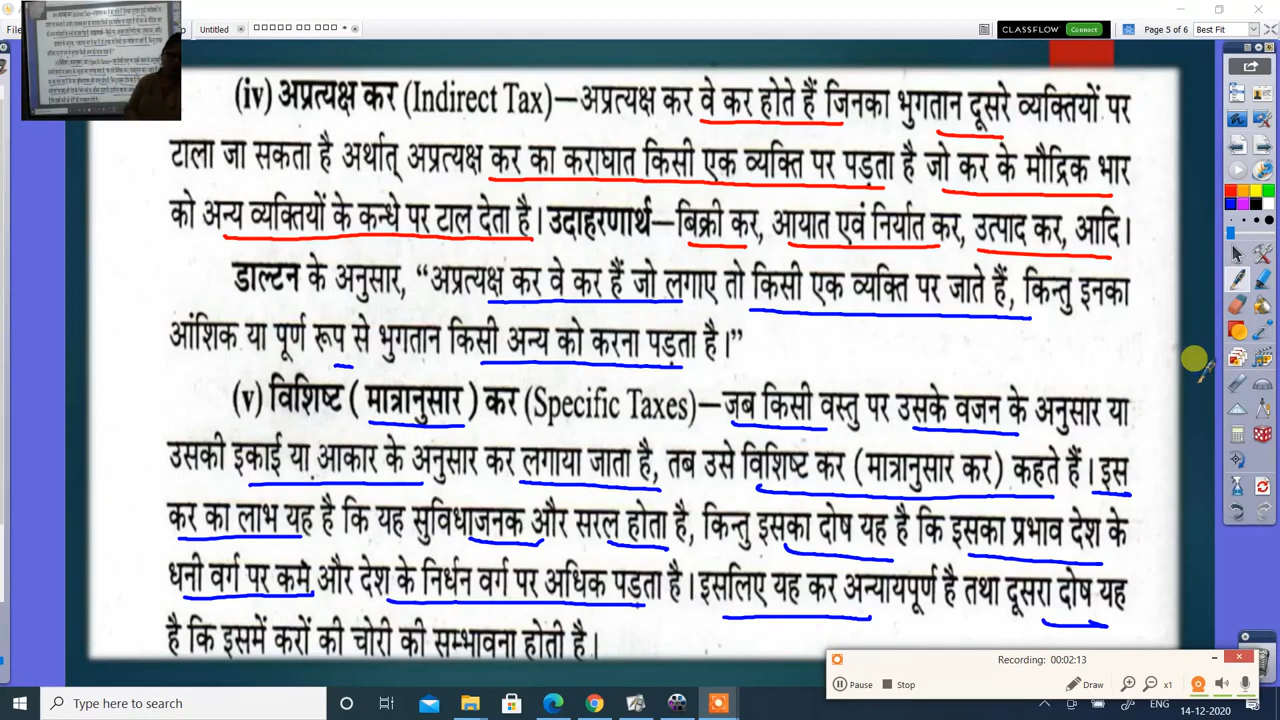 Untitled
CLASSFLOW Connect
Page 5 of 6
Best Fit
(iv) अप्रत्यक्ष कर (Indirect Tax)—अप्रत्यक्ष कर वे कर होते हैं जिनका भुगतान दूसरे व्यक्तियों पर
टाला जा सकता है अर्थात् अप्रत्यक्ष कर का कराघात किसी एक व्यक्ति पर पड़ता है जो कर के मौद्रिक भार
को अन्य व्यक्तियों के कन्धे पर टाल देता है। उदाहरणार्थ—बिक्री कर, आयात एवं निर्यात कर, उत्पाद कर, आदि।
डाल्टन के अनुसार, “अप्रत्यक्ष कर वे कर हैं जो लगाए तो किसी एक व्यक्ति पर जाते हैं, किन्तु इनका
आंशिक या पूर्ण रूप से भुगतान किसी अन्य को करना पड़ता है।”
(v) विशिष्ट (मात्रानुसार) कर (Specific Taxes)—जब किसी वस्तु पर उसके वजन के अनुसार या
उसकी इकाई या आकार के अनुसार कर लगाया जाता है, तब उसे विशिष्ट कर (मात्रानुसार कर) कहते हैं। इस
कर का लाभ यह है कि यह सुविधाजनक और सरल होता है, किन्तु इसका दोष यह है कि इसका प्रभाव देश के
धनी वर्ग पर कम और देश के निर्धन वर्ग पर अधिक पड़ता है। इसलिए यह कर अन्यायपूर्ण है तथा दूसरा दोष यह
है कि इसमें करों की चोरी की सम्भावना होती है।
Recording: 00:02:13
Pause Stop Draw x1
Type here to search
ENG
14-12-2020